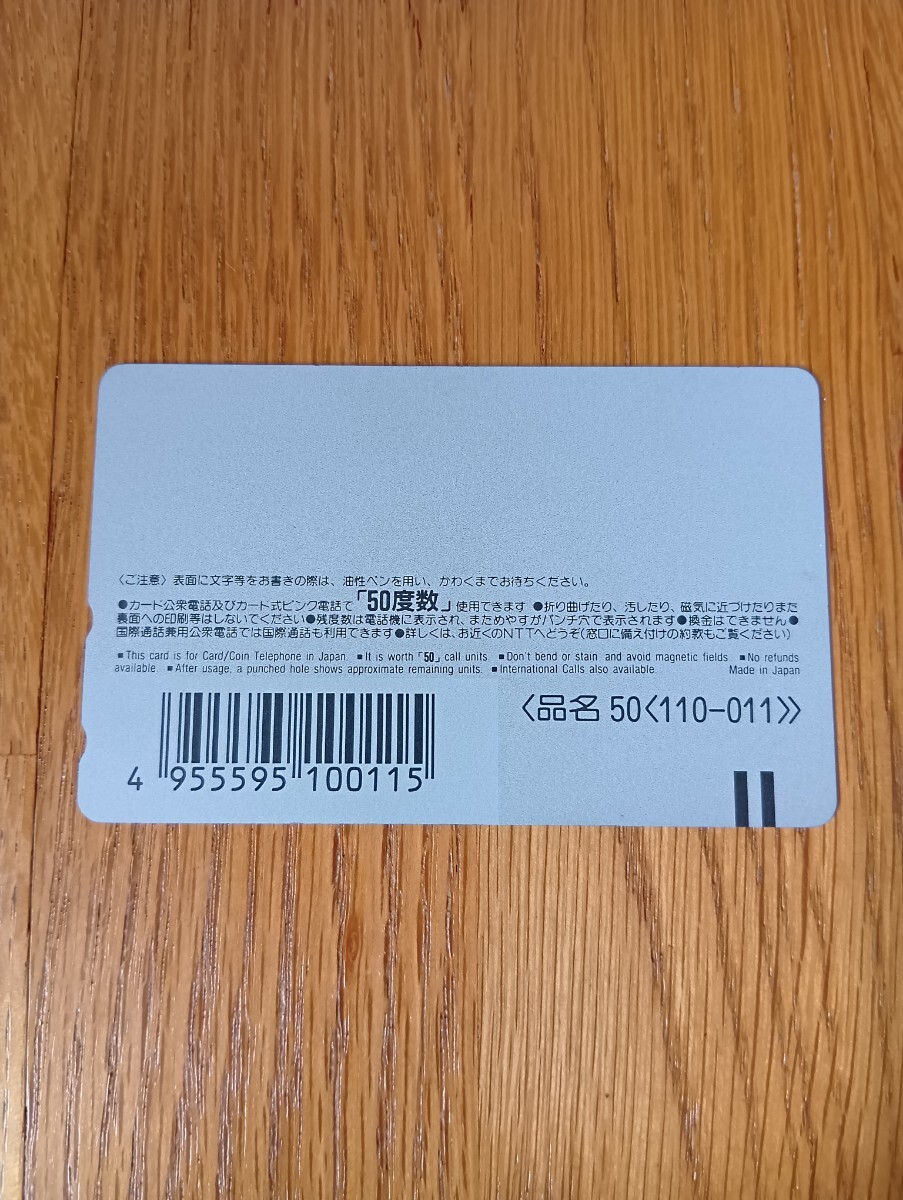 〈ご注意〉表面に文字等をお書きの際は、油性ペンを用い、かわくまでお待ちください。
●カード公衆電話及びカード式ピンク電話で「50度数」使用できます ●折り曲げたり、汚したり、磁気に近づけたりまた
裏面への印刷等はしないでください●残度数は電話機に表示され、まためやすがパンチ穴で表示されます●換金はできません●
国際通話兼用公衆電話では国際通話も利用できます●詳しくは、お近くのNTTへどうぞ(窓口に備え付けの約款もご覧ください)
■This card is for Card/Coin Telephone in Japan. ■It is worth「50」call units. ■Don't bend or stain and avoid magnetic fields ■No refunds
available. ■After usage, a punched hole shows approximate remaining units. ■International Calls also available. Made in Japan
〈品名 50〈110-011〉〉
4 955595 100115